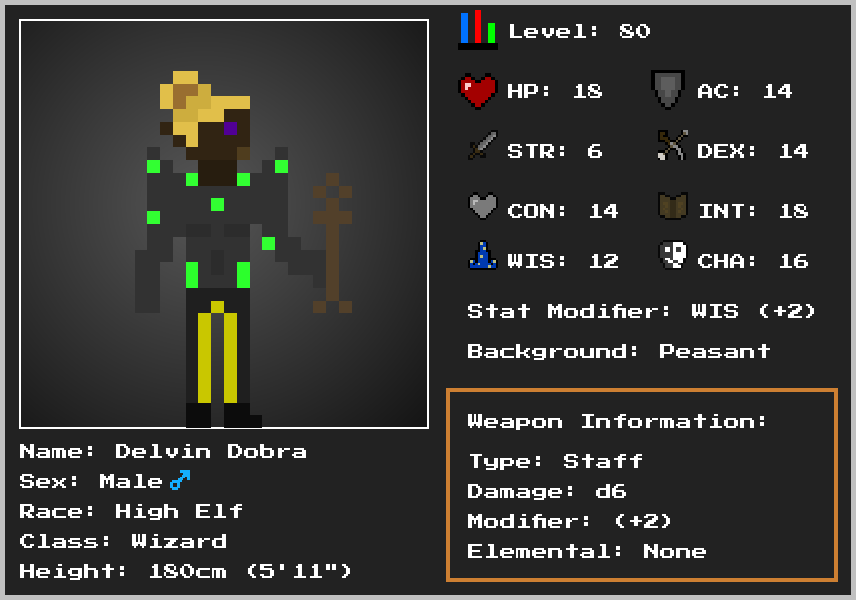 Level: 80
HP: 18
AC: 14
STR: 6
DEX: 14
CON: 14
INT: 18
WIS: 12
CHA: 16
Stat Modifier: WIS (+2)
Background: Peasant
Weapon Information:
Type: Staff
Damage: d6
Modifier: (+2)
Elemental: None
Name: Delvin Dobra
Sex: Male ♂
Race: High Elf
Class: Wizard
Height: 180cm (5'11")